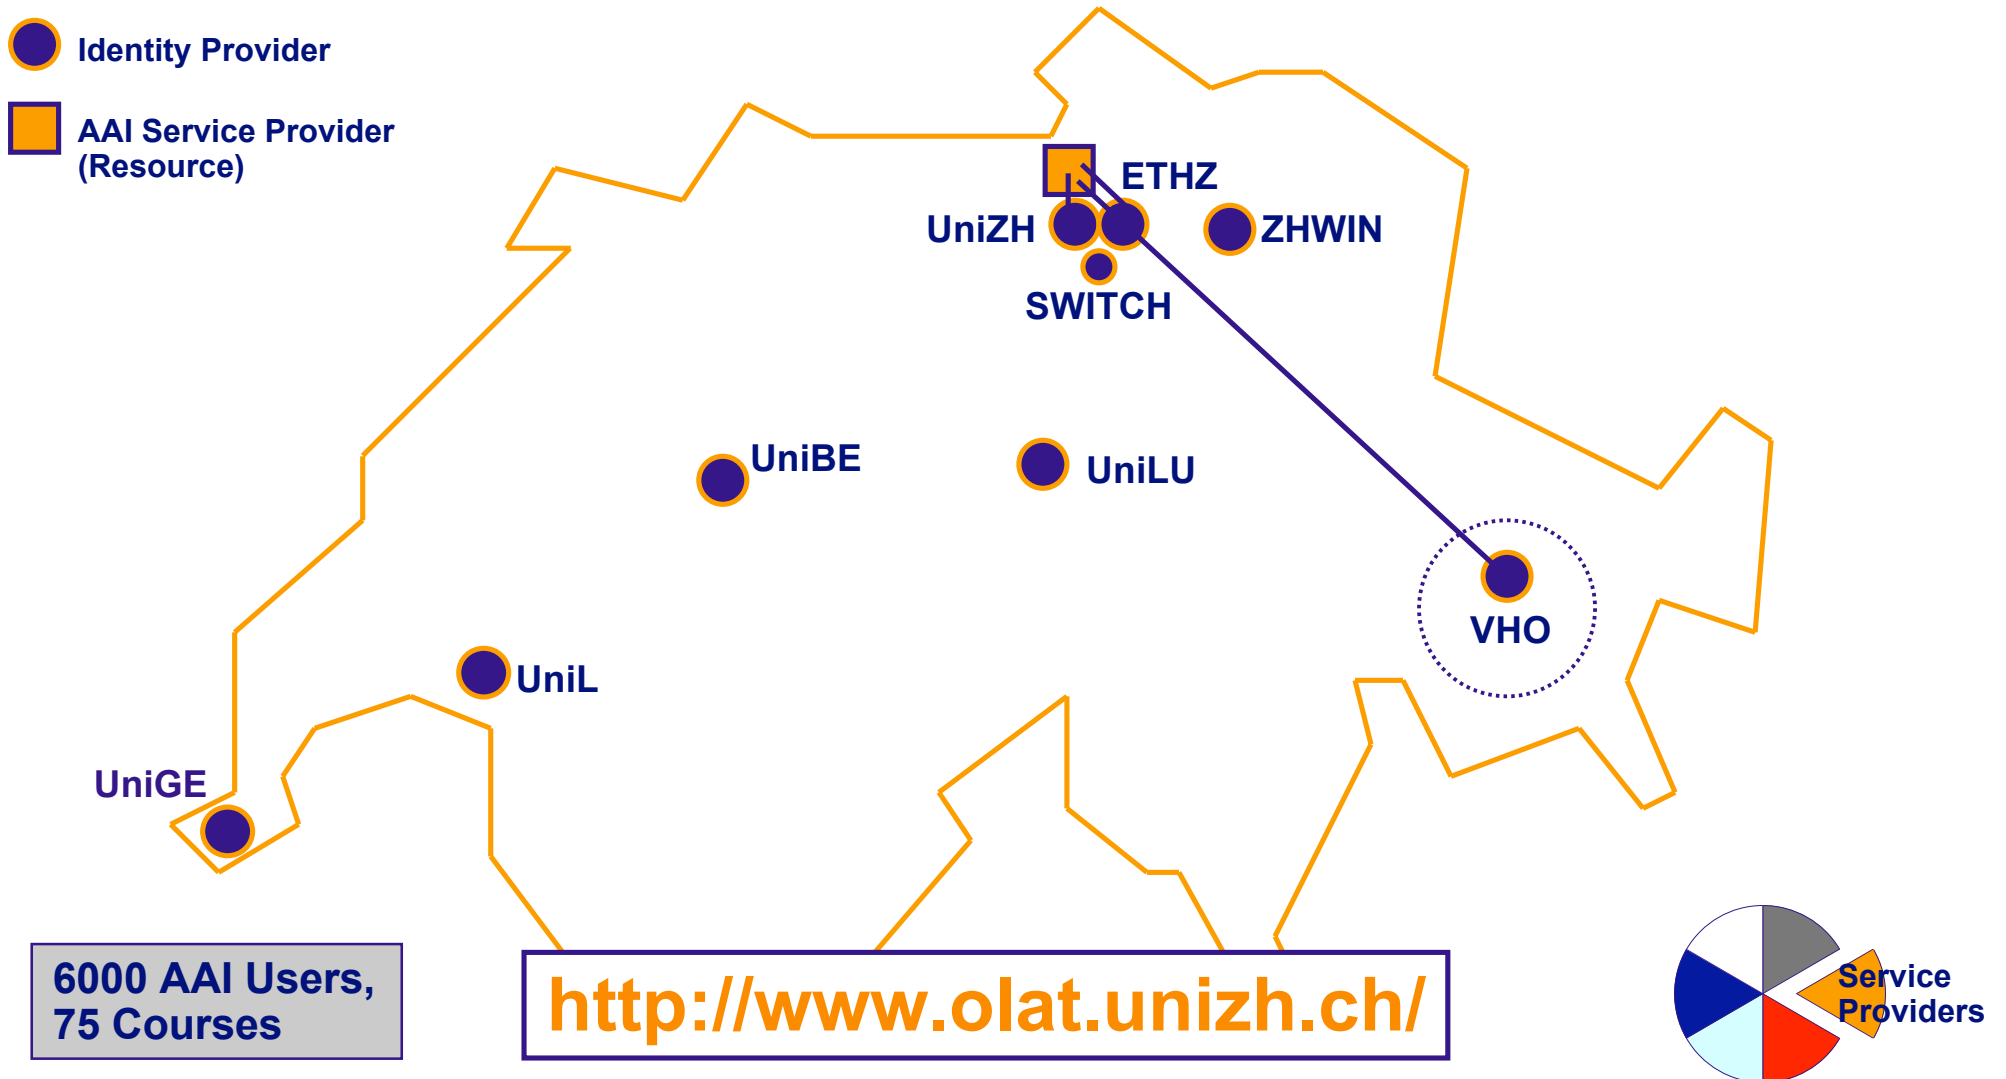 Identity Provider
AAI Service Provider
(Resource)
ETHZ
UniZH
ZHWIN
SWITCH
UniBE
UniLU
VHO
UniL
UniGE
6000 AAI Users,
75 Courses
http://www.olat.unizh.ch/
Service
Providers